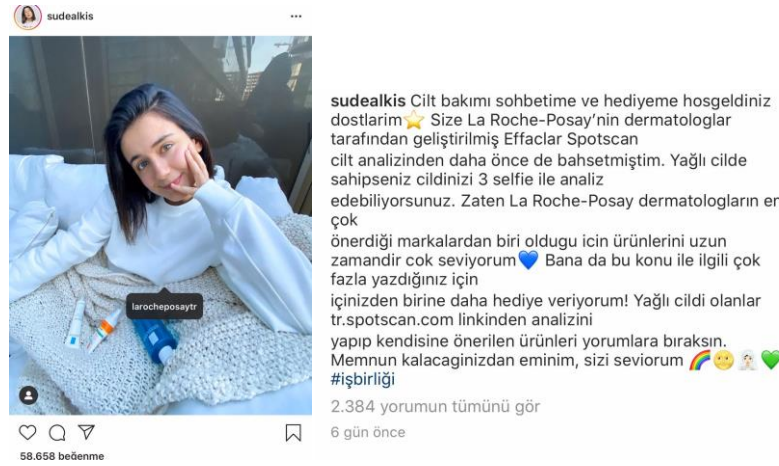 sudealkis
larocheposaytr
58.658 beğenme
sudealkis Cilt bakımı sohbetime ve hediyeme hosgeldiniz
dostlarim⭐ Size La Roche-Posay’nin dermatologlar
tarafından geliştirilmiş Effaclar Spotscan
cilt analizinden daha önce de bahsetmiştim. Yağlı cilde
sahipseniz cildinizi 3 selfie ile analiz
edebiliyorsunuz. Zaten La Roche-Posay dermatologların en
çok
önerdiği markalardan biri oldugu icin ürünlerini uzun
zamandir cok seviyorum💙 Bana da bu konu ile ilgili çok
fazla yazdığınız için
içinizden birine daha hediye veriyorum! Yağlı cildi olanlar
tr.spotscan.com linkinden analizini
yapıp kendisine önerilen ürünleri yorumlara bıraksın.
Memnun kalacaginizdan eminim, sizi seviorum 🌈🌝👰🏻💚
#işbirliği
2.384 yorumun tümünü gör
6 gün önce